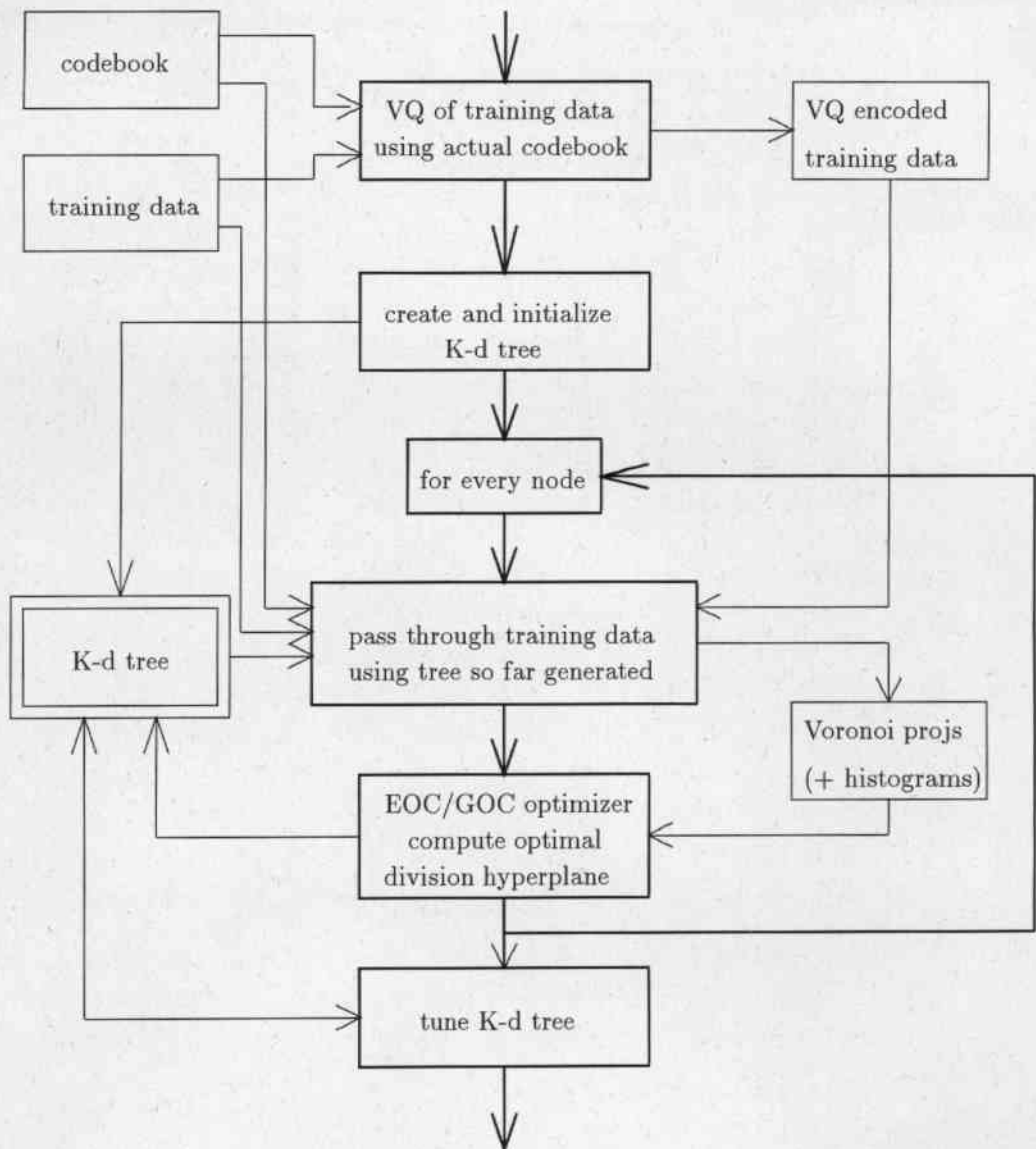 codebook
VQ of training data
using actual codebook
VQ encoded
training data
training data
create and initialize
K-d tree
for every node
K-d tree
pass through training data
using tree so far generated
Voronoi projs
(+ histograms)
EOC/GOC optimizer
compute optimal
division hyperplane
tune K-d tree